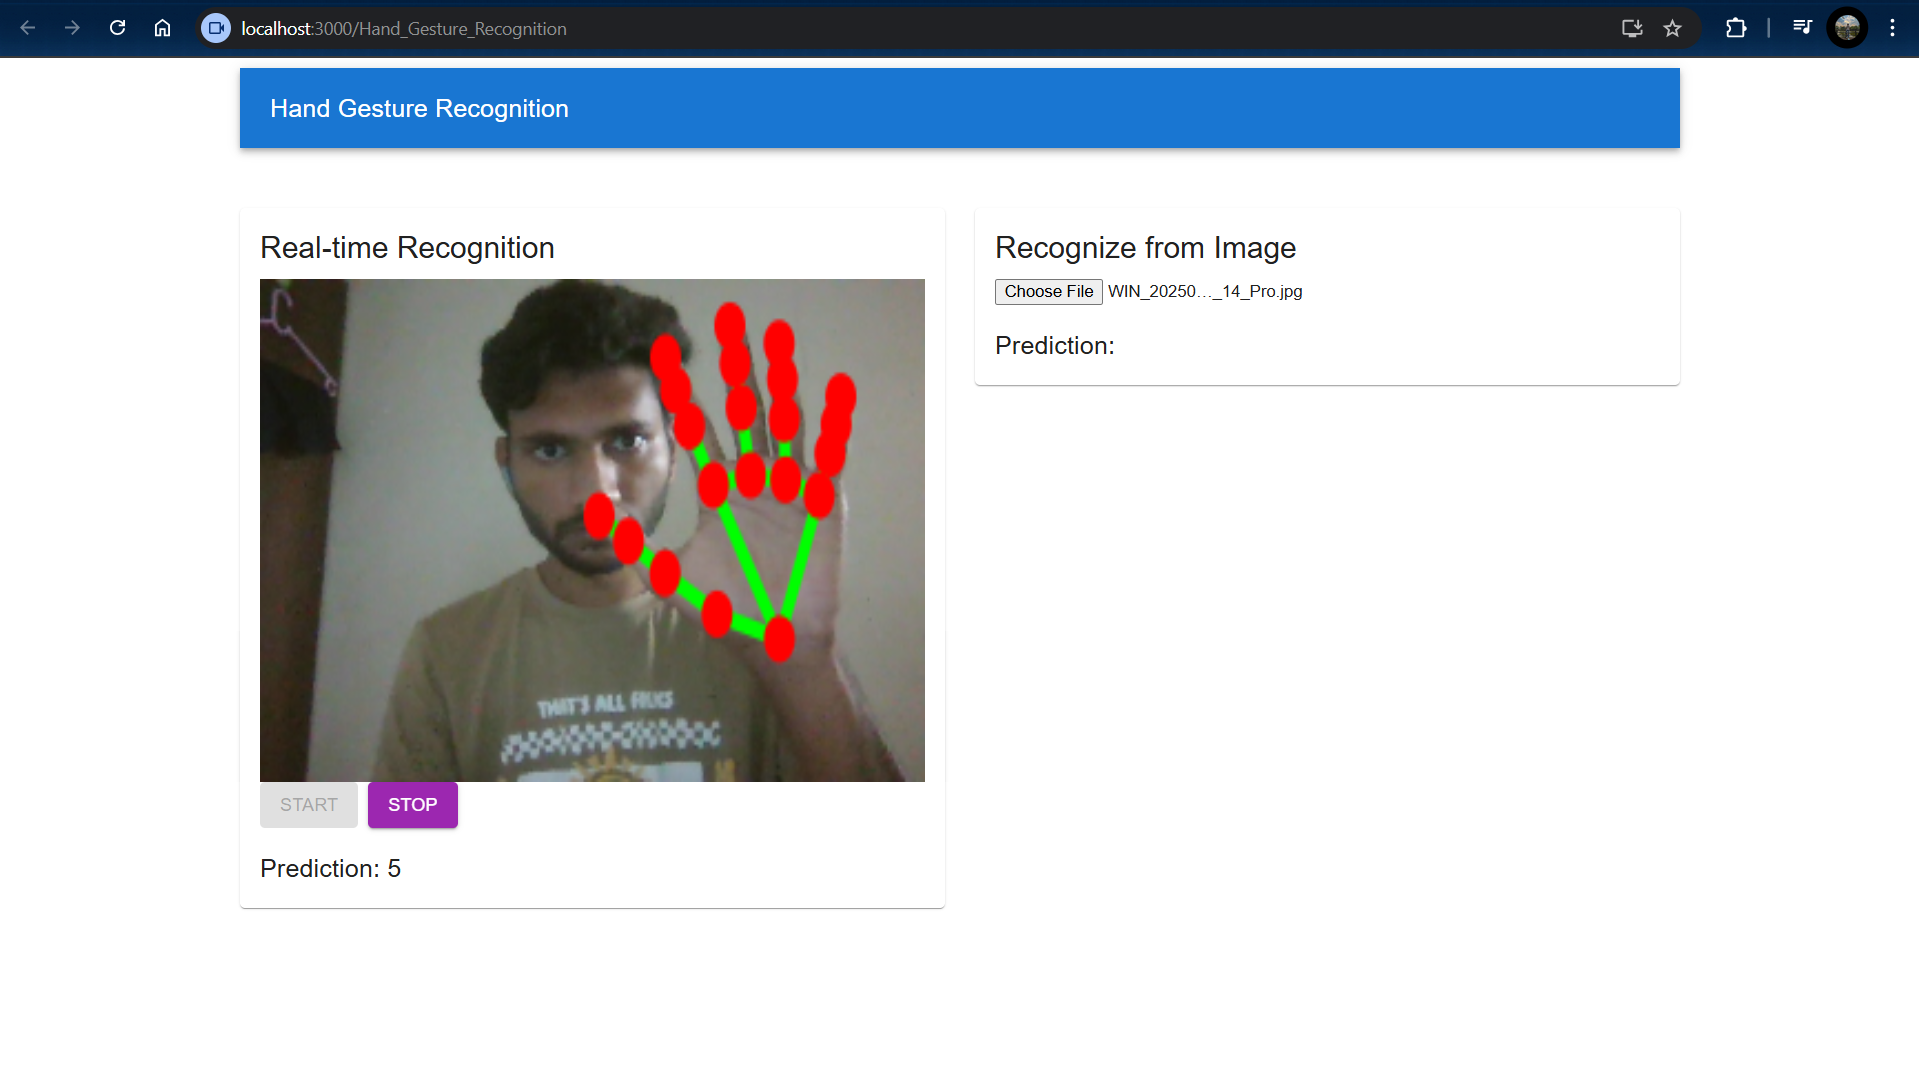 localhost:3000/Hand_Gesture_Recognition
Hand Gesture Recognition
Real-time Recognition
THAT'S ALL FOLKS
START
STOP
Prediction: 5
Recognize from Image
Choose File WIN_20250..._14_Pro.jpg
Prediction: